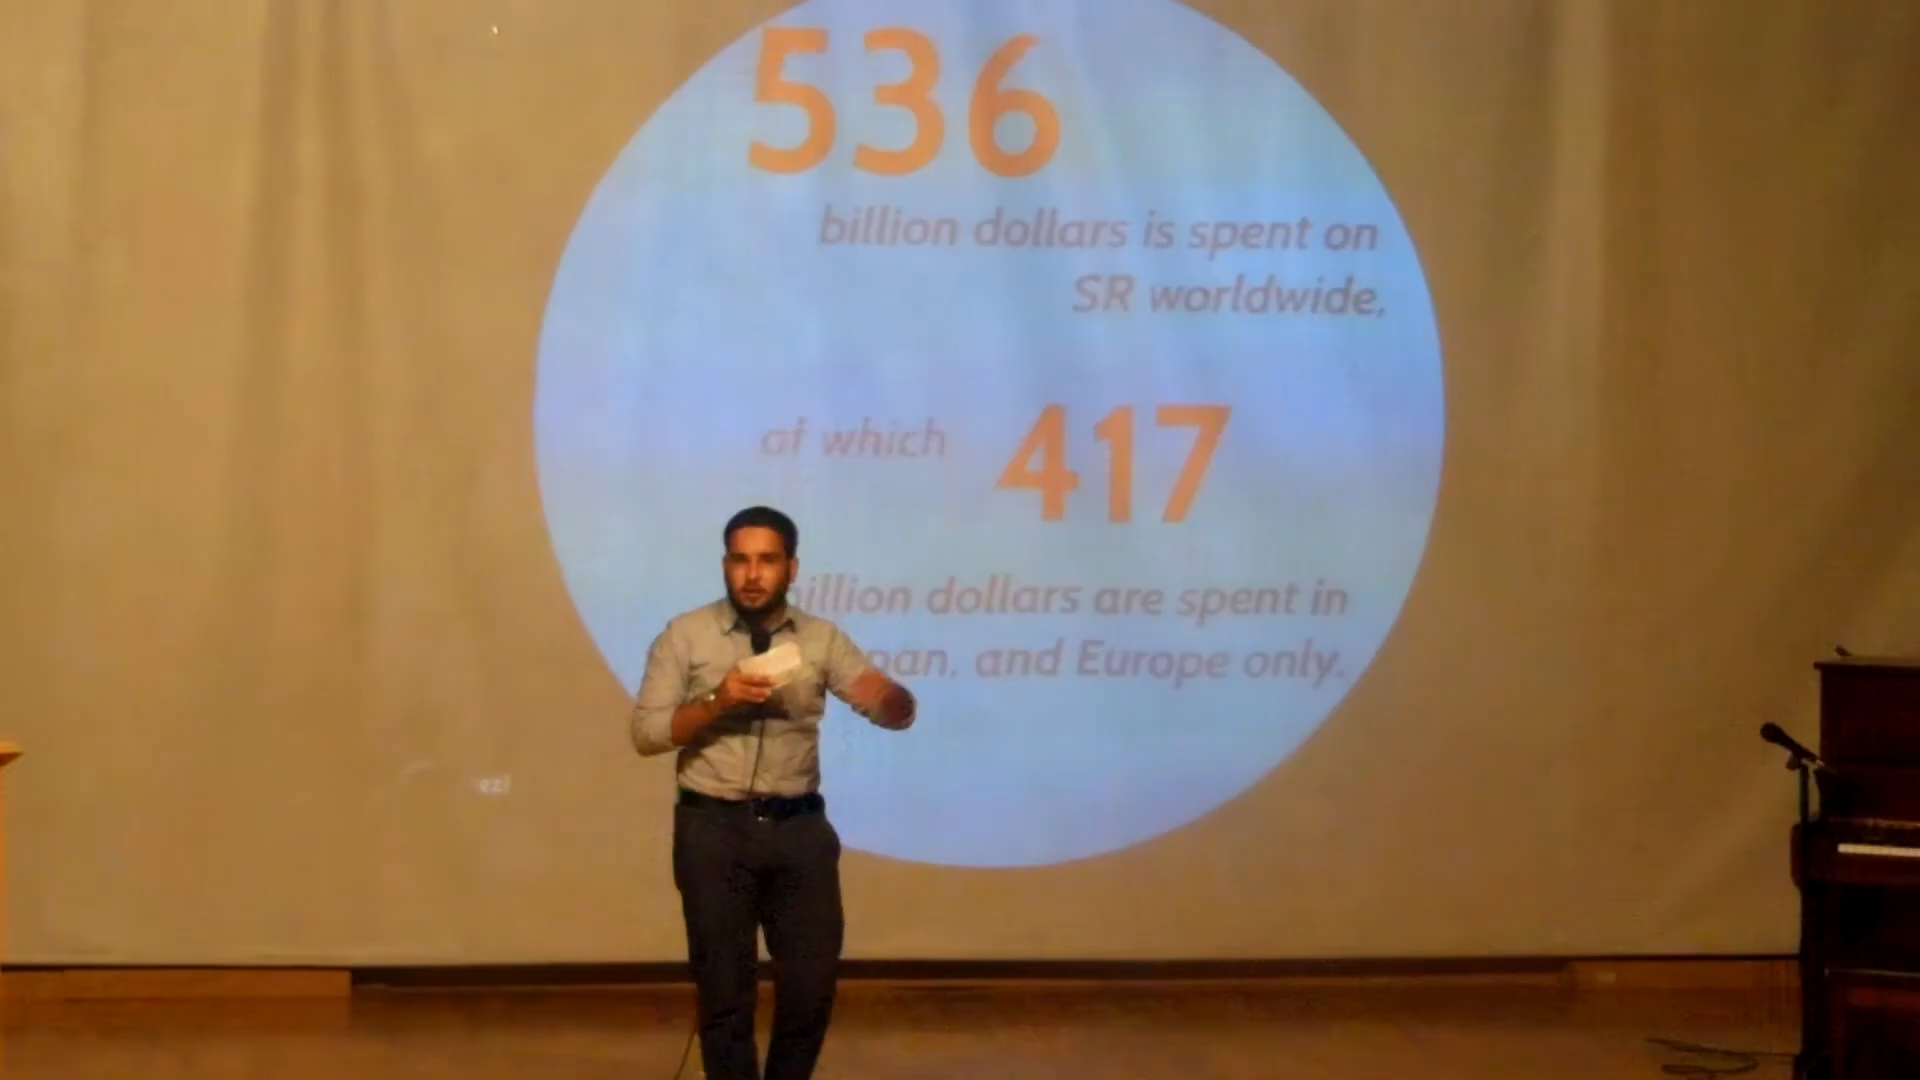 536
billion dollars is spent on
SR worldwide,
of which 417
illion dollars are spent in
pan, and Europe only.
ezi